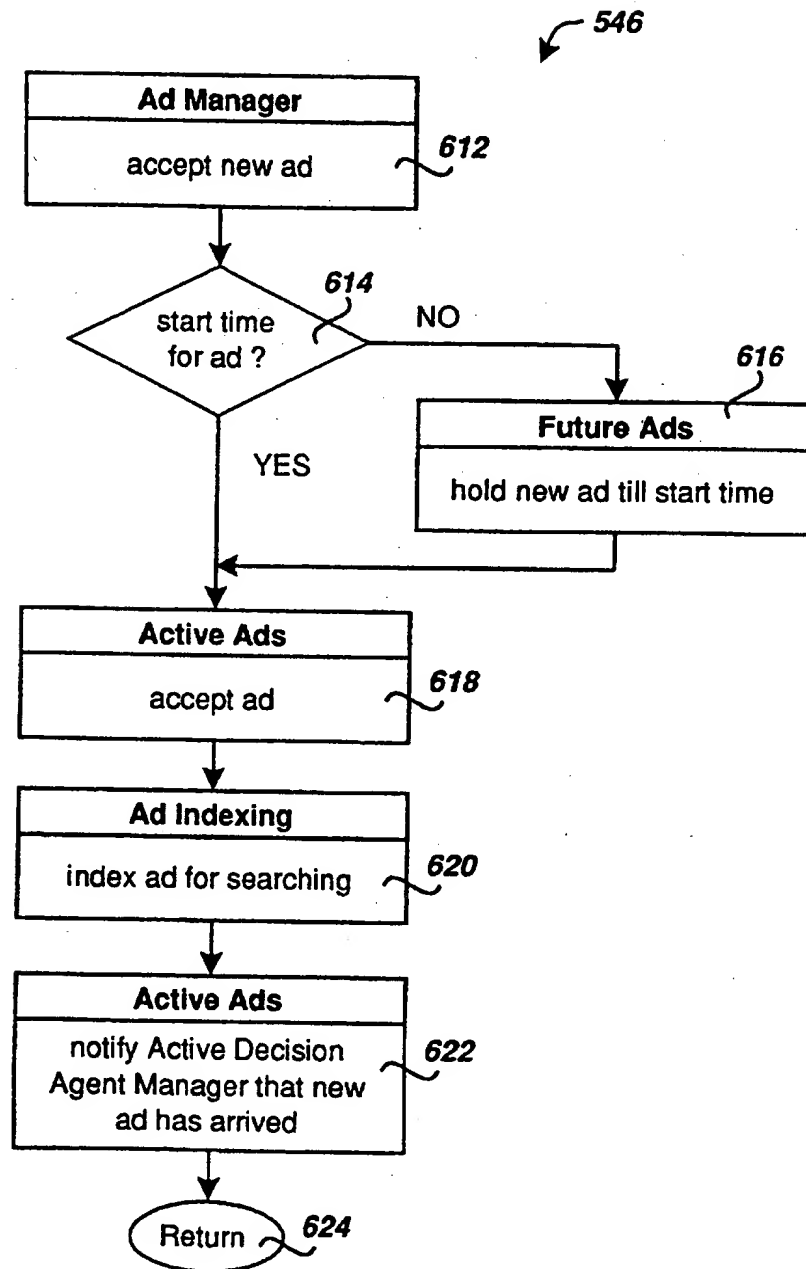 546
Ad Manager
accept new ad
612
614
start time
for ad ?
NO
YES
616
Future Ads
hold new ad till start time
Active Ads
accept ad
618
Ad Indexing
index ad for searching
620
Active Ads
notify Active Decision
Agent Manager that new
ad has arrived
622
Return
624